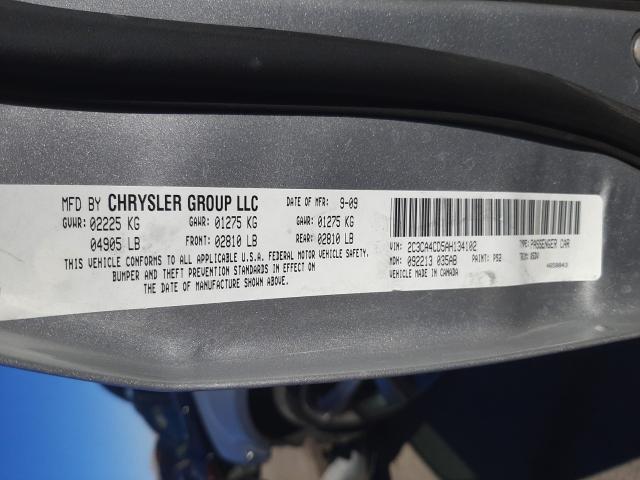 MFD BY CHRYSLER GROUP LLC DATE OF MFR: 9-09
GVWR: 02225 KG GAWR: 01275 KG GAWR: 01275 KG
04905 LB FRONT: 02810 LB REAR: 02810 LB
THIS VEHICLE CONFORMS TO ALL APPLICABLE U.S.A. FEDERAL MOTOR VEHICLE SAFETY,
BUMPER AND THEFT PREVENTION STANDARDS IN EFFECT ON
THE DATE OF MANUFACTURE SHOWN ABOVE.
VIN: 2C3CA4CD5AH134102 TYPE: PASSENGER CAR
MDH: 092213 035AB PAINT: PS2 TRIM:
MADE IN CANADA